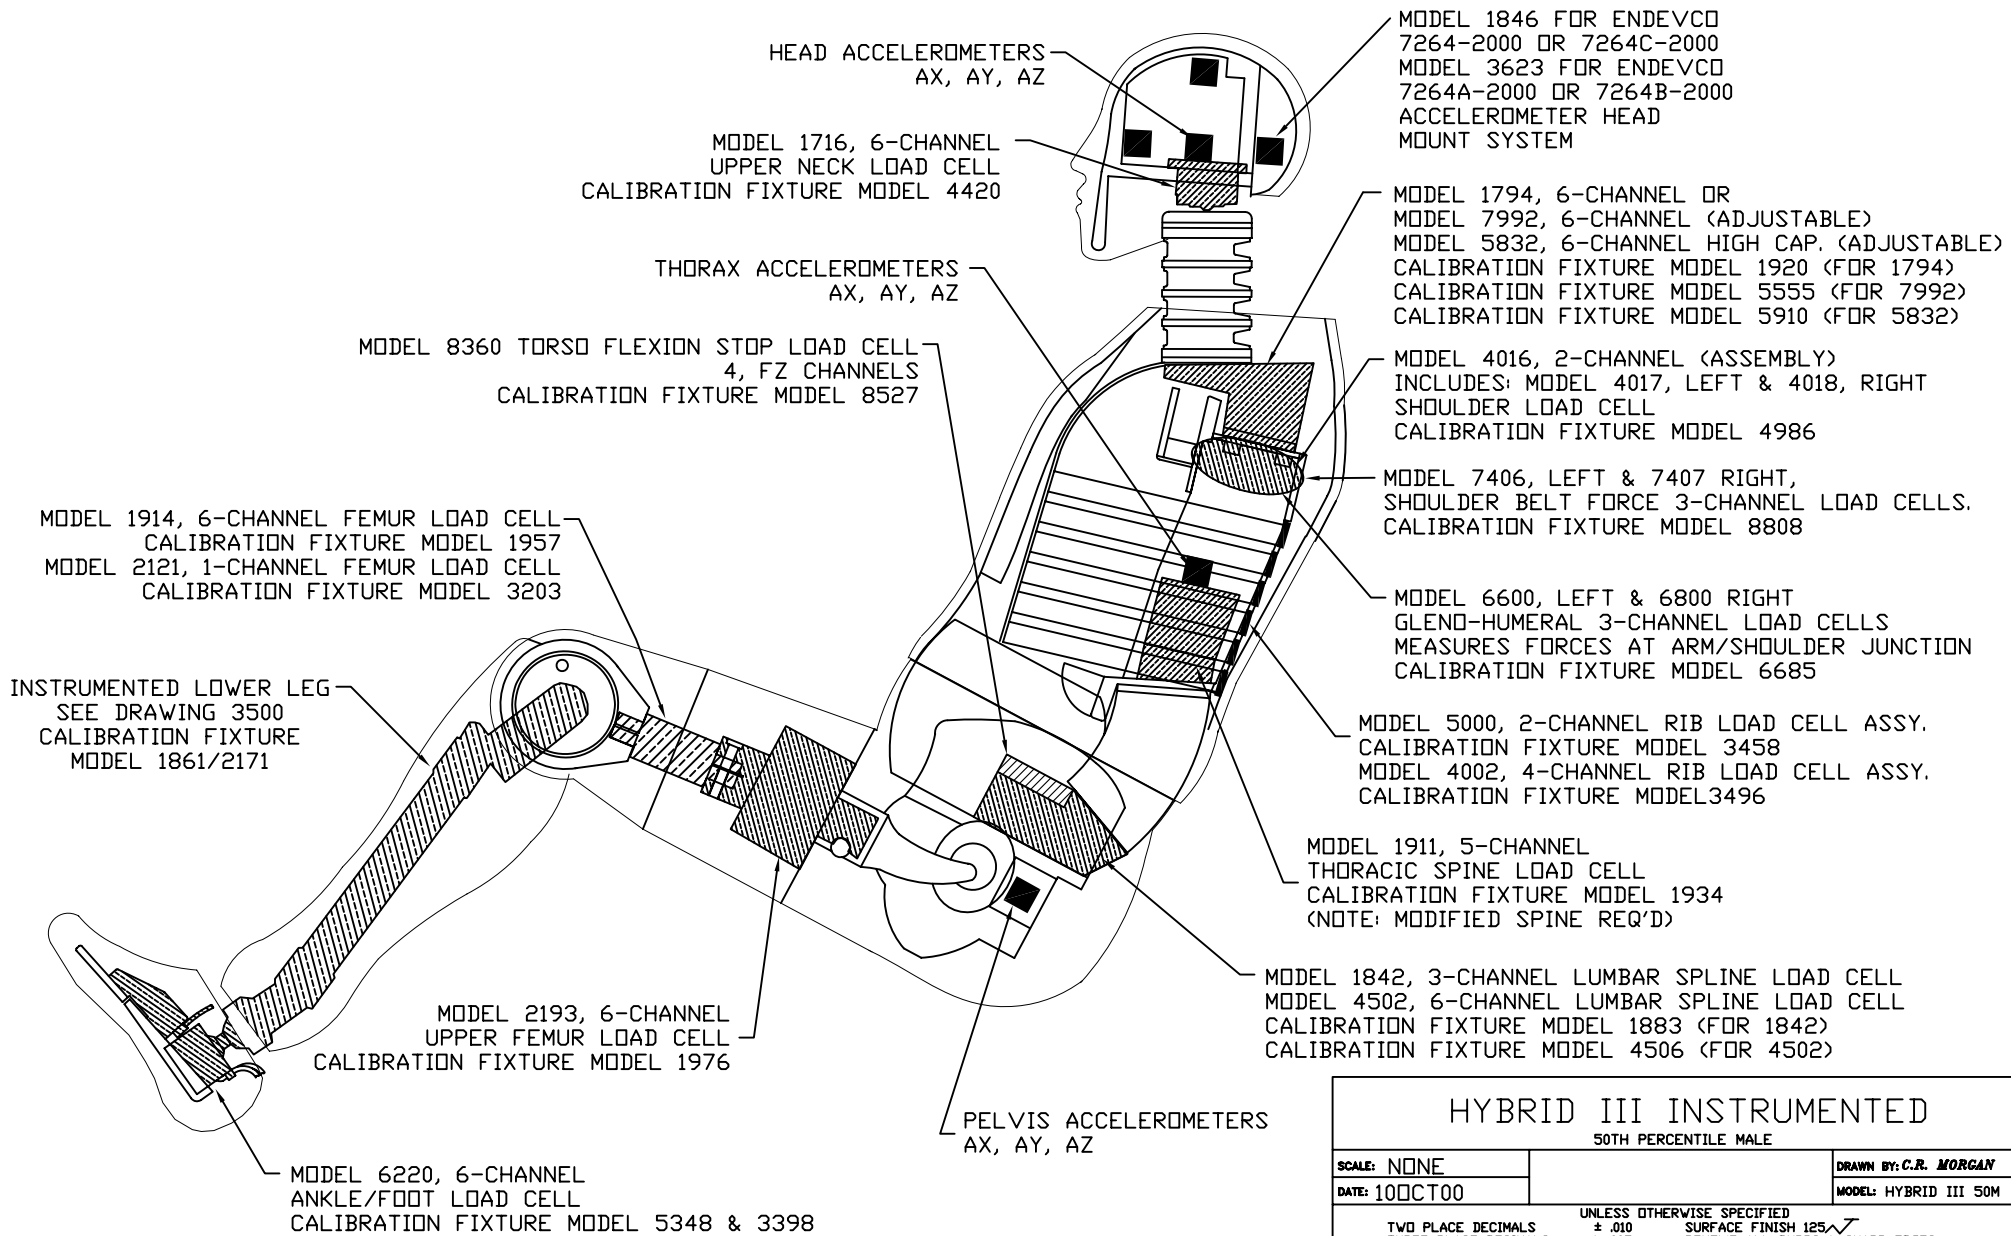 HEAD ACCELEROMETERS
AX, AY, AZ
MODEL 1716, 6-CHANNEL
UPPER NECK LOAD CELL
CALIBRATION FIXTURE MODEL 4420
THORAX ACCELEROMETERS
AX, AY, AZ
MODEL 8360 TORSO FLEXION STOP LOAD CELL
4, FZ CHANNELS
CALIBRATION FIXTURE MODEL 8527
MODEL 1914, 6-CHANNEL FEMUR LOAD CELL
CALIBRATION FIXTURE MODEL 1957
MODEL 2121, 1-CHANNEL FEMUR LOAD CELL
CALIBRATION FIXTURE MODEL 3203
INSTRUMENTED LOWER LEG
SEE DRAWING 3500
CALIBRATION FIXTURE
MODEL 1861/2171
MODEL 2193, 6-CHANNEL
UPPER FEMUR LOAD CELL
CALIBRATION FIXTURE MODEL 1976
MODEL 6220, 6-CHANNEL
ANKLE/FOOT LOAD CELL
CALIBRATION FIXTURE MODEL 5348 & 3398
PELVIS ACCELEROMETERS
AX, AY, AZ
MODEL 1846 FOR ENDEVCO
7264-2000 OR 7264C-2000
MODEL 3623 FOR ENDEVCO
7264A-2000 OR 7264B-2000
ACCELEROMETER HEAD
MOUNT SYSTEM
MODEL 1794, 6-CHANNEL OR
MODEL 7992, 6-CHANNEL (ADJUSTABLE)
MODEL 5832, 6-CHANNEL HIGH CAP. (ADJUSTABLE)
CALIBRATION FIXTURE MODEL 1920 (FOR 1794)
CALIBRATION FIXTURE MODEL 5555 (FOR 7992)
CALIBRATION FIXTURE MODEL 5910 (FOR 5832)
MODEL 4016, 2-CHANNEL (ASSEMBLY)
INCLUDES: MODEL 4017, LEFT & 4018, RIGHT
SHOULDER LOAD CELL
CALIBRATION FIXTURE MODEL 4986
MODEL 7406, LEFT & 7407 RIGHT,
SHOULDER BELT FORCE 3-CHANNEL LOAD CELLS.
CALIBRATION FIXTURE MODEL 8808
MODEL 6600, LEFT & 6800 RIGHT
GLENO-HUMERAL 3-CHANNEL LOAD CELLS
MEASURES FORCES AT ARM/SHOULDER JUNCTION
CALIBRATION FIXTURE MODEL 6685
MODEL 5000, 2-CHANNEL RIB LOAD CELL ASSY.
CALIBRATION FIXTURE MODEL 3458
MODEL 4002, 4-CHANNEL RIB LOAD CELL ASSY.
CALIBRATION FIXTURE MODEL3496
MODEL 1911, 5-CHANNEL
THORACIC SPINE LOAD CELL
CALIBRATION FIXTURE MODEL 1934
(NOTE: MODIFIED SPINE REQ'D)
MODEL 1842, 3-CHANNEL LUMBAR SPLINE LOAD CELL
MODEL 4502, 6-CHANNEL LUMBAR SPLINE LOAD CELL
CALIBRATION FIXTURE MODEL 1883 (FOR 1842)
CALIBRATION FIXTURE MODEL 4506 (FOR 4502)
HYBRID III INSTRUMENTED
50TH PERCENTILE MALE
SCALE: NONE
DRAWN BY: C.R. MORGAN
DATE: 10OCT00
MODEL: HYBRID III 50M
UNLESS OTHERWISE SPECIFIED
TWO PLACE DECIMALS ± .010 SURFACE FINISH 125